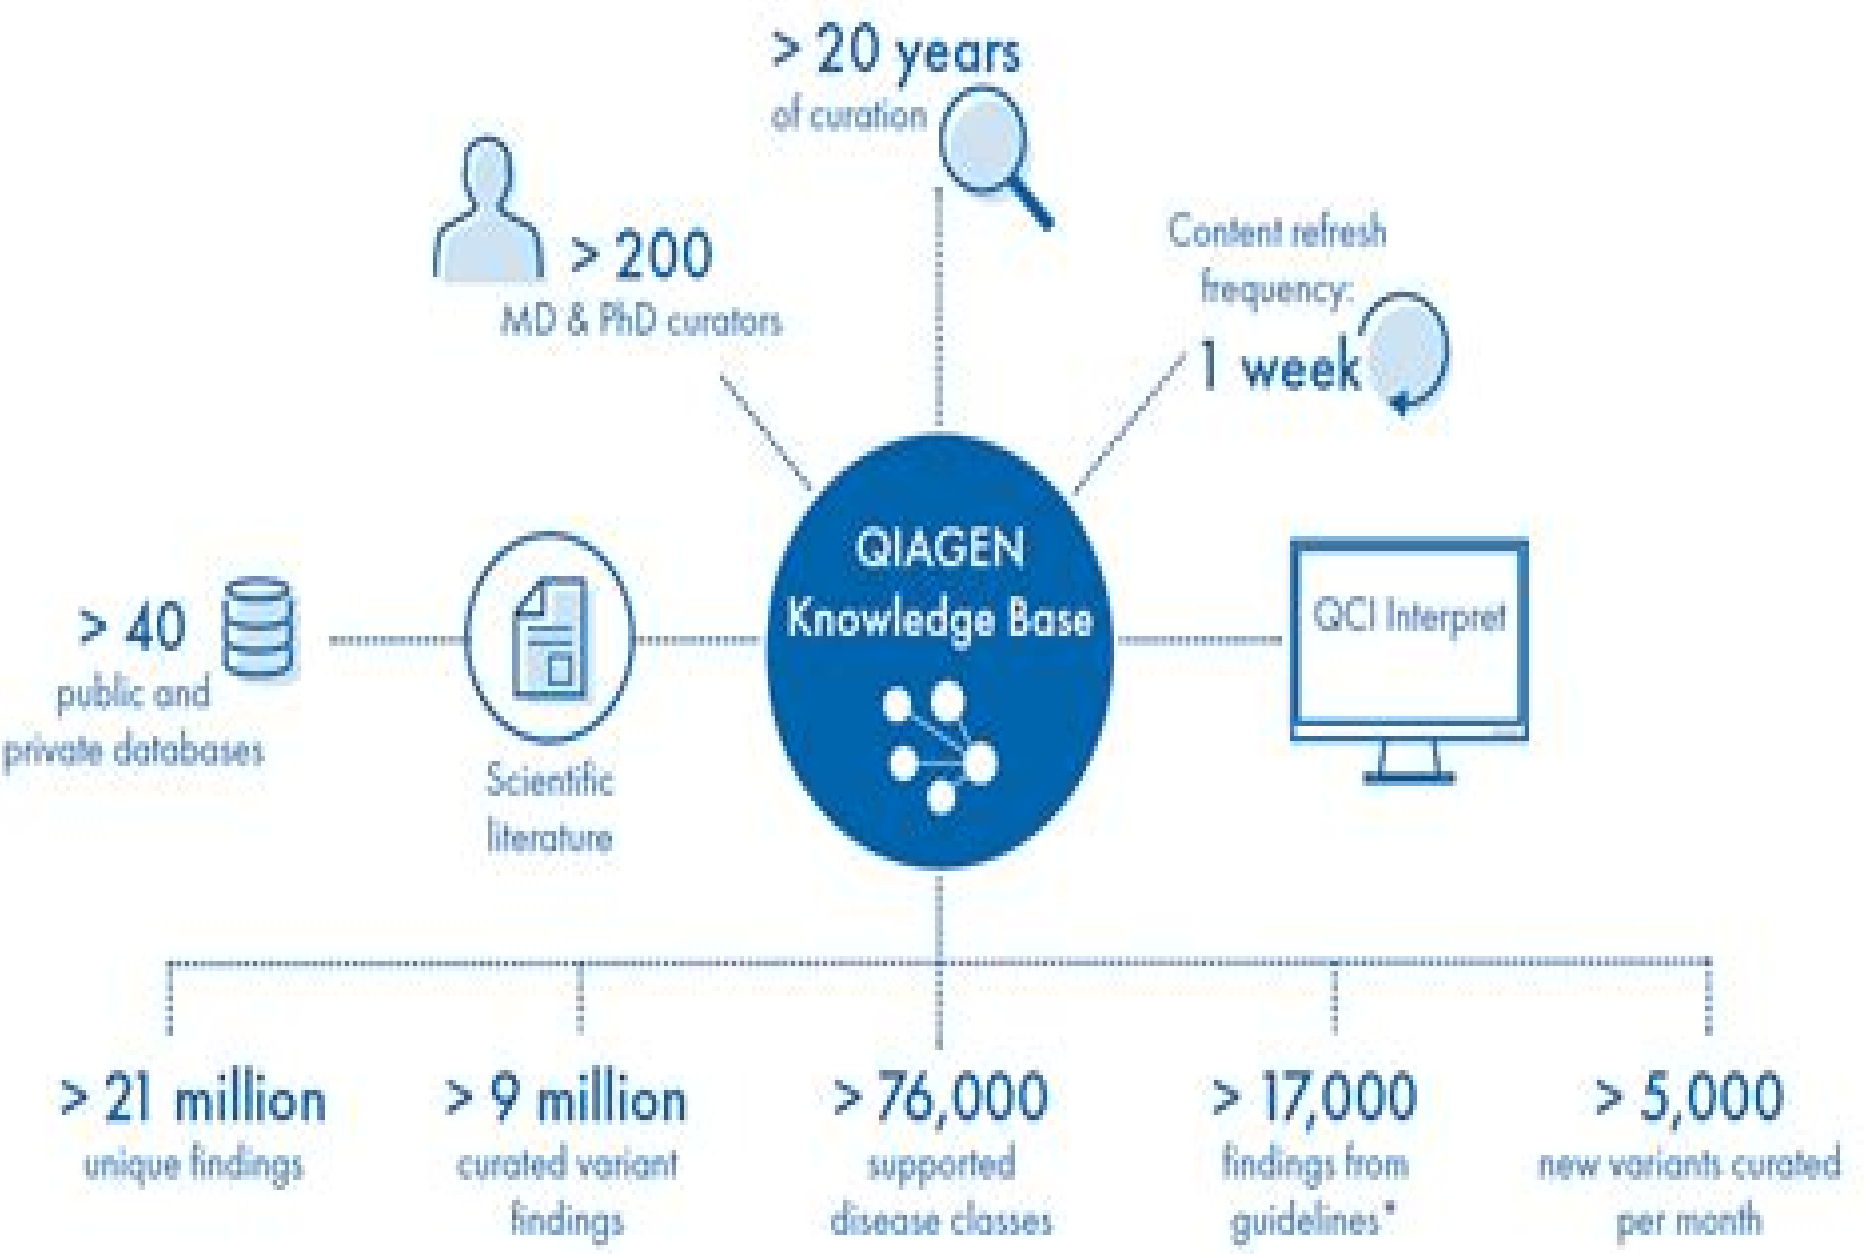 > 20 years
of curation
> 200
MD & PhD curators
Content refresh
frequency:
1 week
QIAGEN
Knowledge Base
> 40
public and
private databases
Scientific
literature
QCI Interpret
> 21 million
unique findings
> 9 million
curated variant
findings
> 76,000
supported
disease classes
> 17,000
findings from
guidelines*
> 5,000
new variants curated
per month